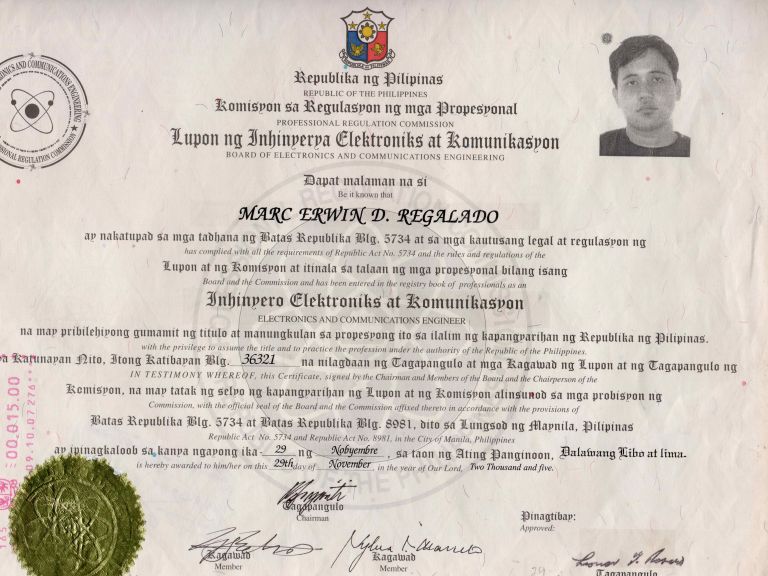 Republika ng Pilipinas
REPUBLIC OF THE PHILIPPINES
Komisyon sa Regulasyon ng mga Propesyonal
PROFESSIONAL REGULATION COMMISSION
Lupon ng Inhinyerya Elektroniks at Komunikasyon
BOARD OF ELECTRONICS AND COMMUNICATIONS ENGINEERING
Dapat malaman na si
Be it known that
MARC ERWIN D. REGALADO
ay nakatupad sa mga tadhana ng Batas Republika Blg. 5734 at sa mga kautusang legal at regulasyon ng
has complied with all the requirements of Republic Act No. 5734 and the rules and regulations of the
Lupon at ng Komisyon at itinala sa talaan ng mga propesyonal bilang isang
Board and the Commission and has been entered in the registry book of professionals as an
Inhinyero Elektroniks at Komunikasyon
ELECTRONICS AND COMMUNICATIONS ENGINEER
na may pribilehiyong gumamit ng titulo at manungkulan sa propesyong ito sa ilalim ng kapangyarihan ng Republika ng Pilipinas.
with the privilege to assume the title and to practice the profession under the authority of the Republic of the Philippines.
Katunayan Nito, Itong Katibayan Blg. 36321 na nilagdaan ng Tagapangulo at mga Kagawad ng Lupon at ng Tagapangulo ng
IN TESTIMONY WHEREOF, this Certificate, signed by the Chairman and Members of the Board and the Chairperson of the
Komisyon, na may tatak ng selyo ng kapangyarihan ng Lupon at ng Komisyon alinsunod sa mga probisyon ng
Commission, with the official seal of the Board and the Commission affixed thereto in accordance with the provisions of
Batas Republika Blg. 5734 at Batas Republika Blg. 8981, dito sa Lungsod ng Maynila, Pilipinas
Republic Act No. 5734 and Republic Act No. 8981, in the City of Manila, Philippines
ay ipinagkaloob sa kanya ngayong ika - 29 ng Nobyembre, sa taon ng Ating Panginoon, Dalawang Libo at lima-
is hereby awarded to him/her on this 29th day of November in the year of Our Lord, Two Thousand and five.
Tagapangulo
Chairman
Pinagtibay:
Approved:
Kagawad
Member
Kagawad
Member
Tagapangulo